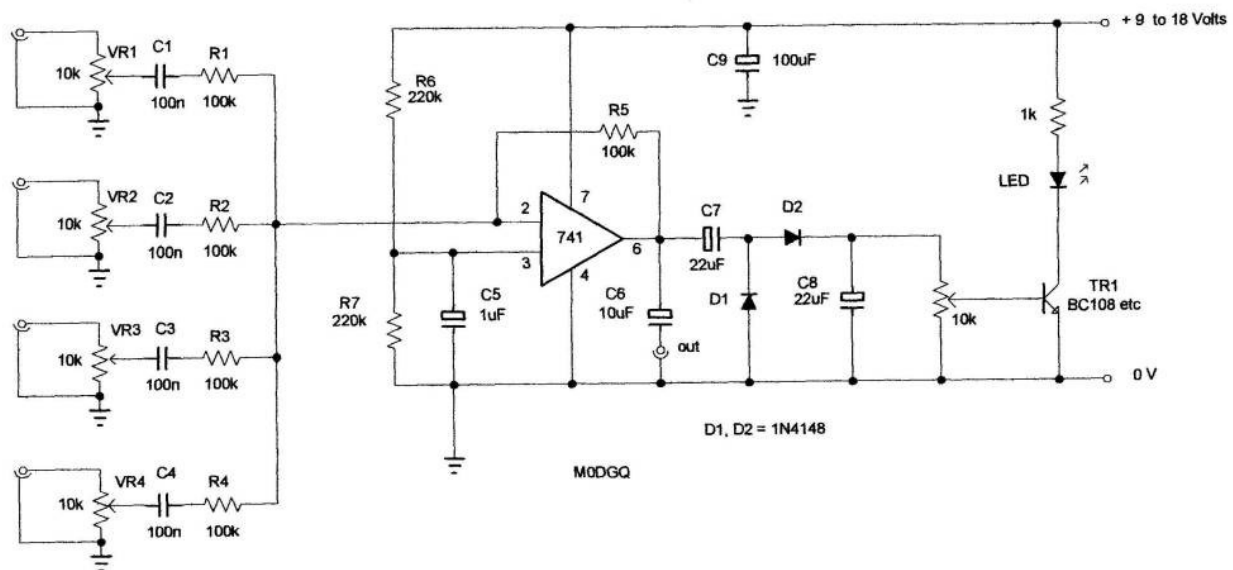 + 9 to 18 Volts
VR1
C1
R1
10k
100n
100k
R6
220k
C9
100uF
R5
100k
1k
LED
VR2
C2
R2
10k
100n
100k
2
7
741
6
3
4
C7
22uF
D2
R7
220k
C5
1uF
C6
10uF
out
D1
C8
22uF
10k
TR1
BC108 etc
VR3
C3
R3
10k
100n
100k
0 V
D1, D2 = 1N4148
M0DGQ
VR4
C4
R4
10k
100n
100k